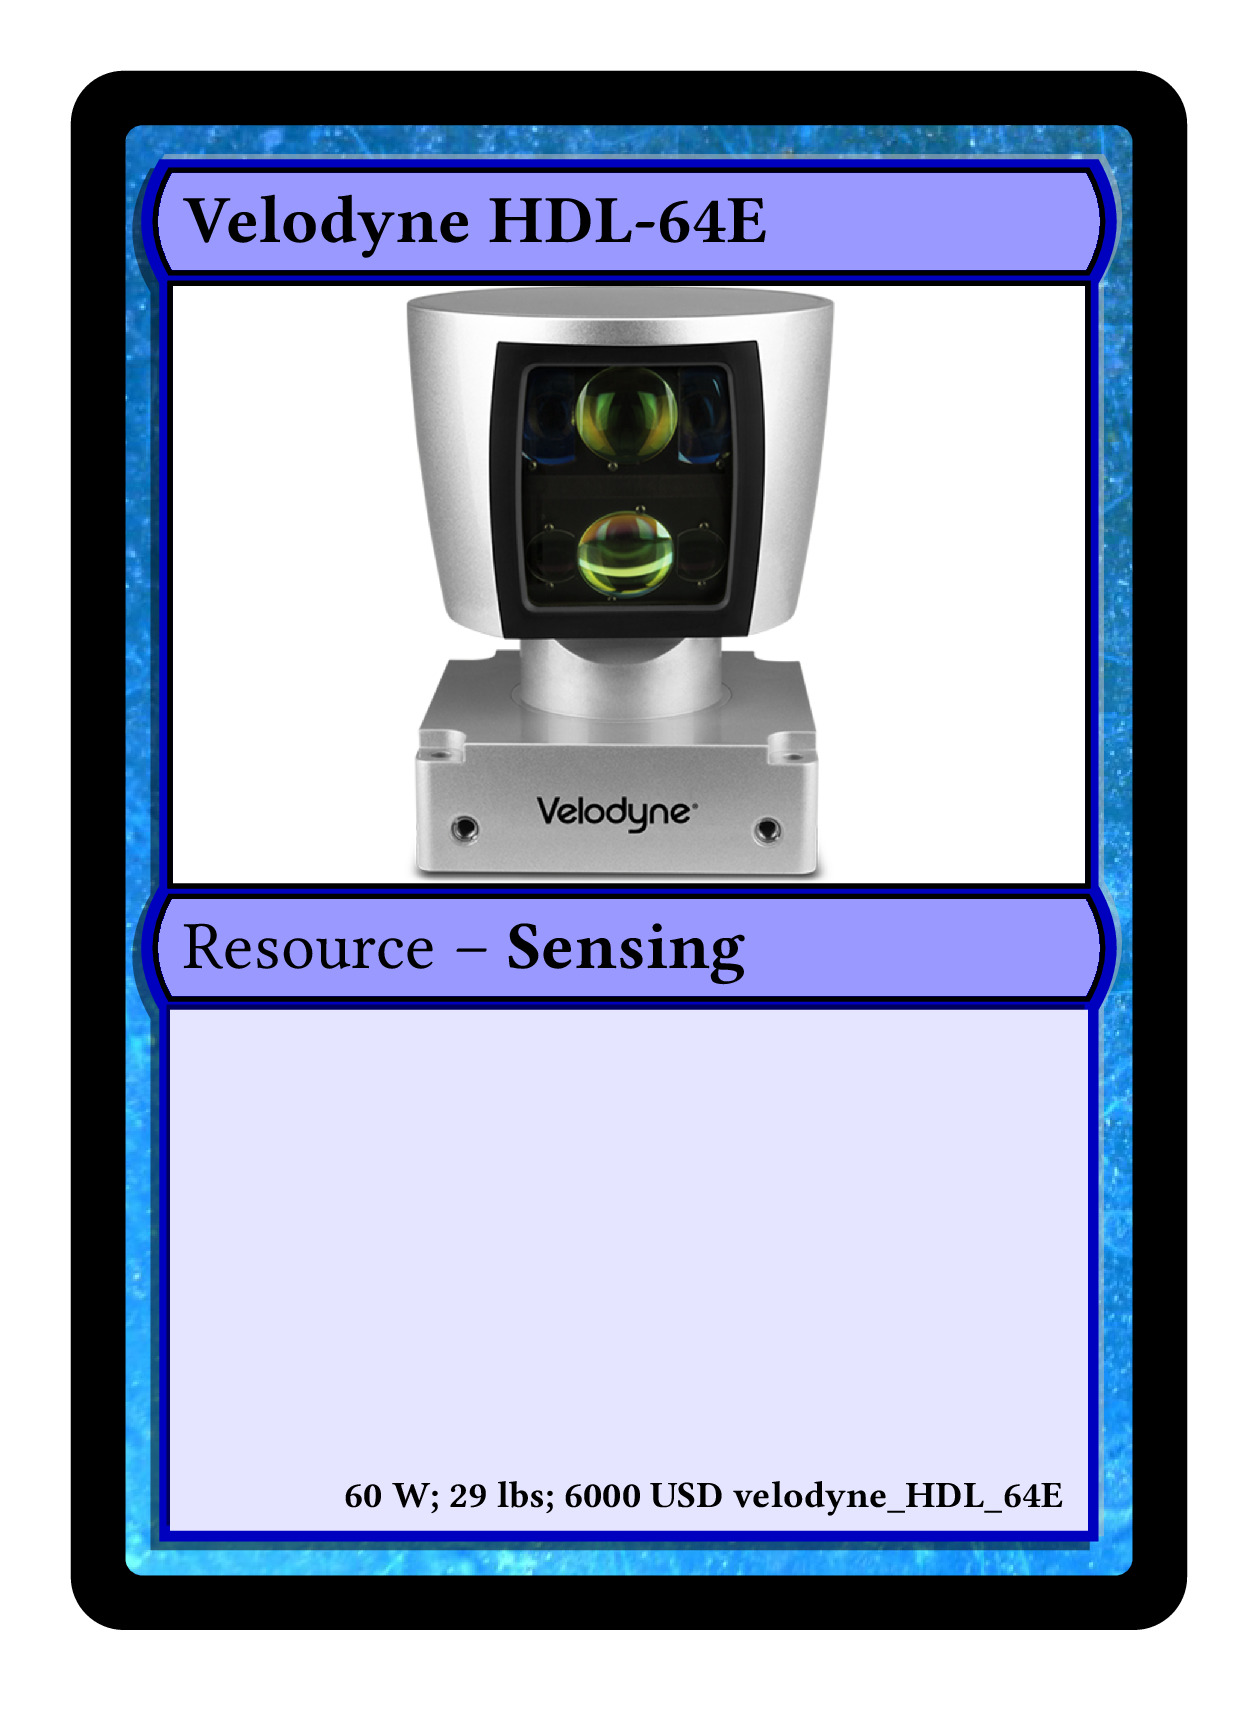 Velodyne HDL-64E
Velodyne
Resource – Sensing
60 W; 29 lbs; 6000 USD velodyne_HDL_64E